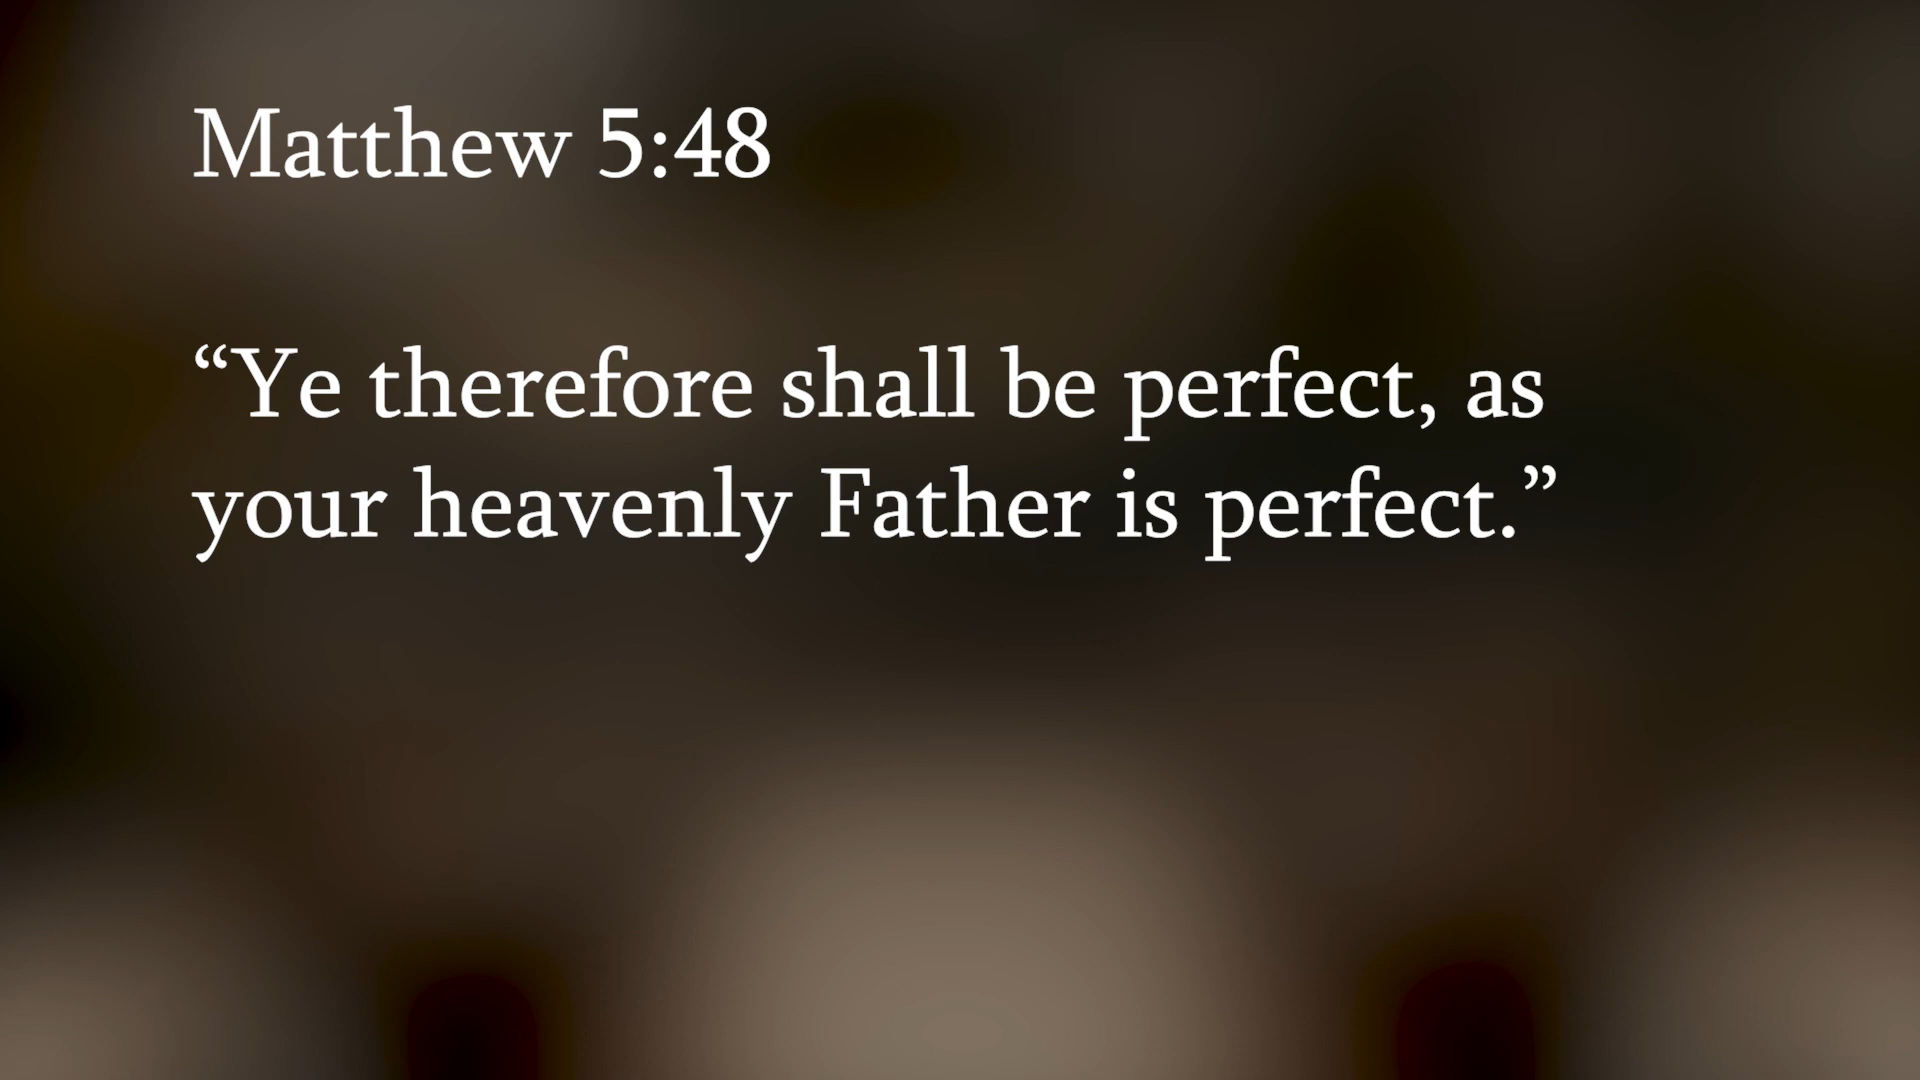 Matthew 5:48
“Ye therefore shall be perfect, as
your heavenly Father is perfect.”